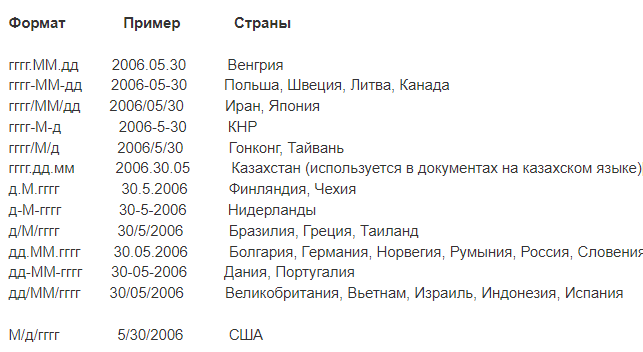 Формат Пример Страны
гггг.ММ.дд 2006.05.30 Венгрия
гггг-ММ-дд 2006-05-30 Польша, Швеция, Литва, Канада
гггг/ММ/дд 2006/05/30 Иран, Япония
гггг-М-д 2006-5-30 КНР
гггг/М/д 2006/5/30 Гонконг, Тайвань
гггг.дд.мм 2006.30.05 Казахстан (используется в документах на казахском языке)
д.М.гггг 30.5.2006 Финляндия, Чехия
д-М-гггг 30-5-2006 Нидерланды
д/М/гггг 30/5/2006 Бразилия, Греция, Таиланд
дд.ММ.гггг 30.05.2006 Болгария, Германия, Норвегия, Румыния, Россия, Словения
дд-ММ-гггг 30-05-2006 Дания, Португалия
дд/ММ/гггг 30/05/2006 Великобритания, Вьетнам, Израиль, Индонезия, Испания
М/д/гггг 5/30/2006 США